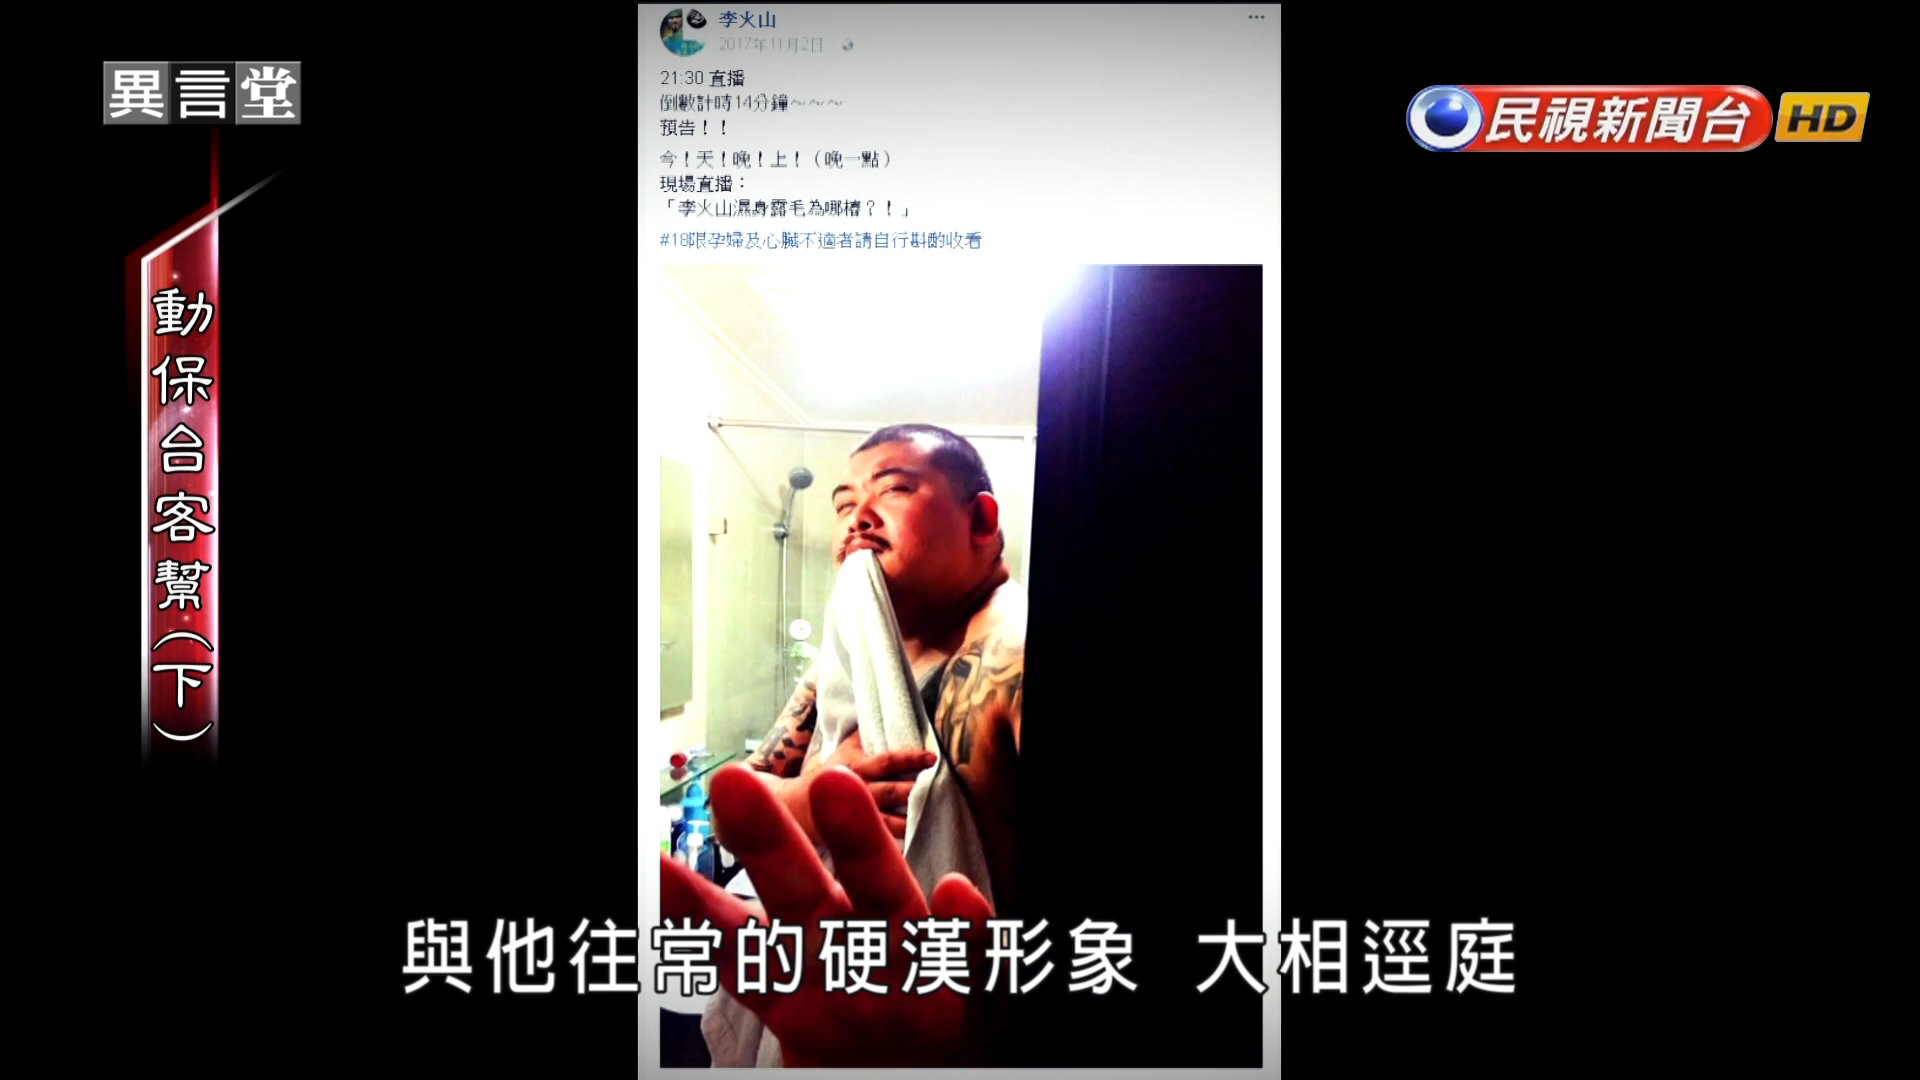 異言堂
民視新聞台 HD
動保台客幫（下）
李火山
2017年11月2日
21:30 直播
倒數計時14分鐘～～～
預告！！
今！天！晚！上！（晚一點）
現場直播：
「李火山濕身露毛為哪樁？！」
#18限孕婦及心臟不適者請自行斟酌收看
與他往常的硬漢形象 大相逕庭